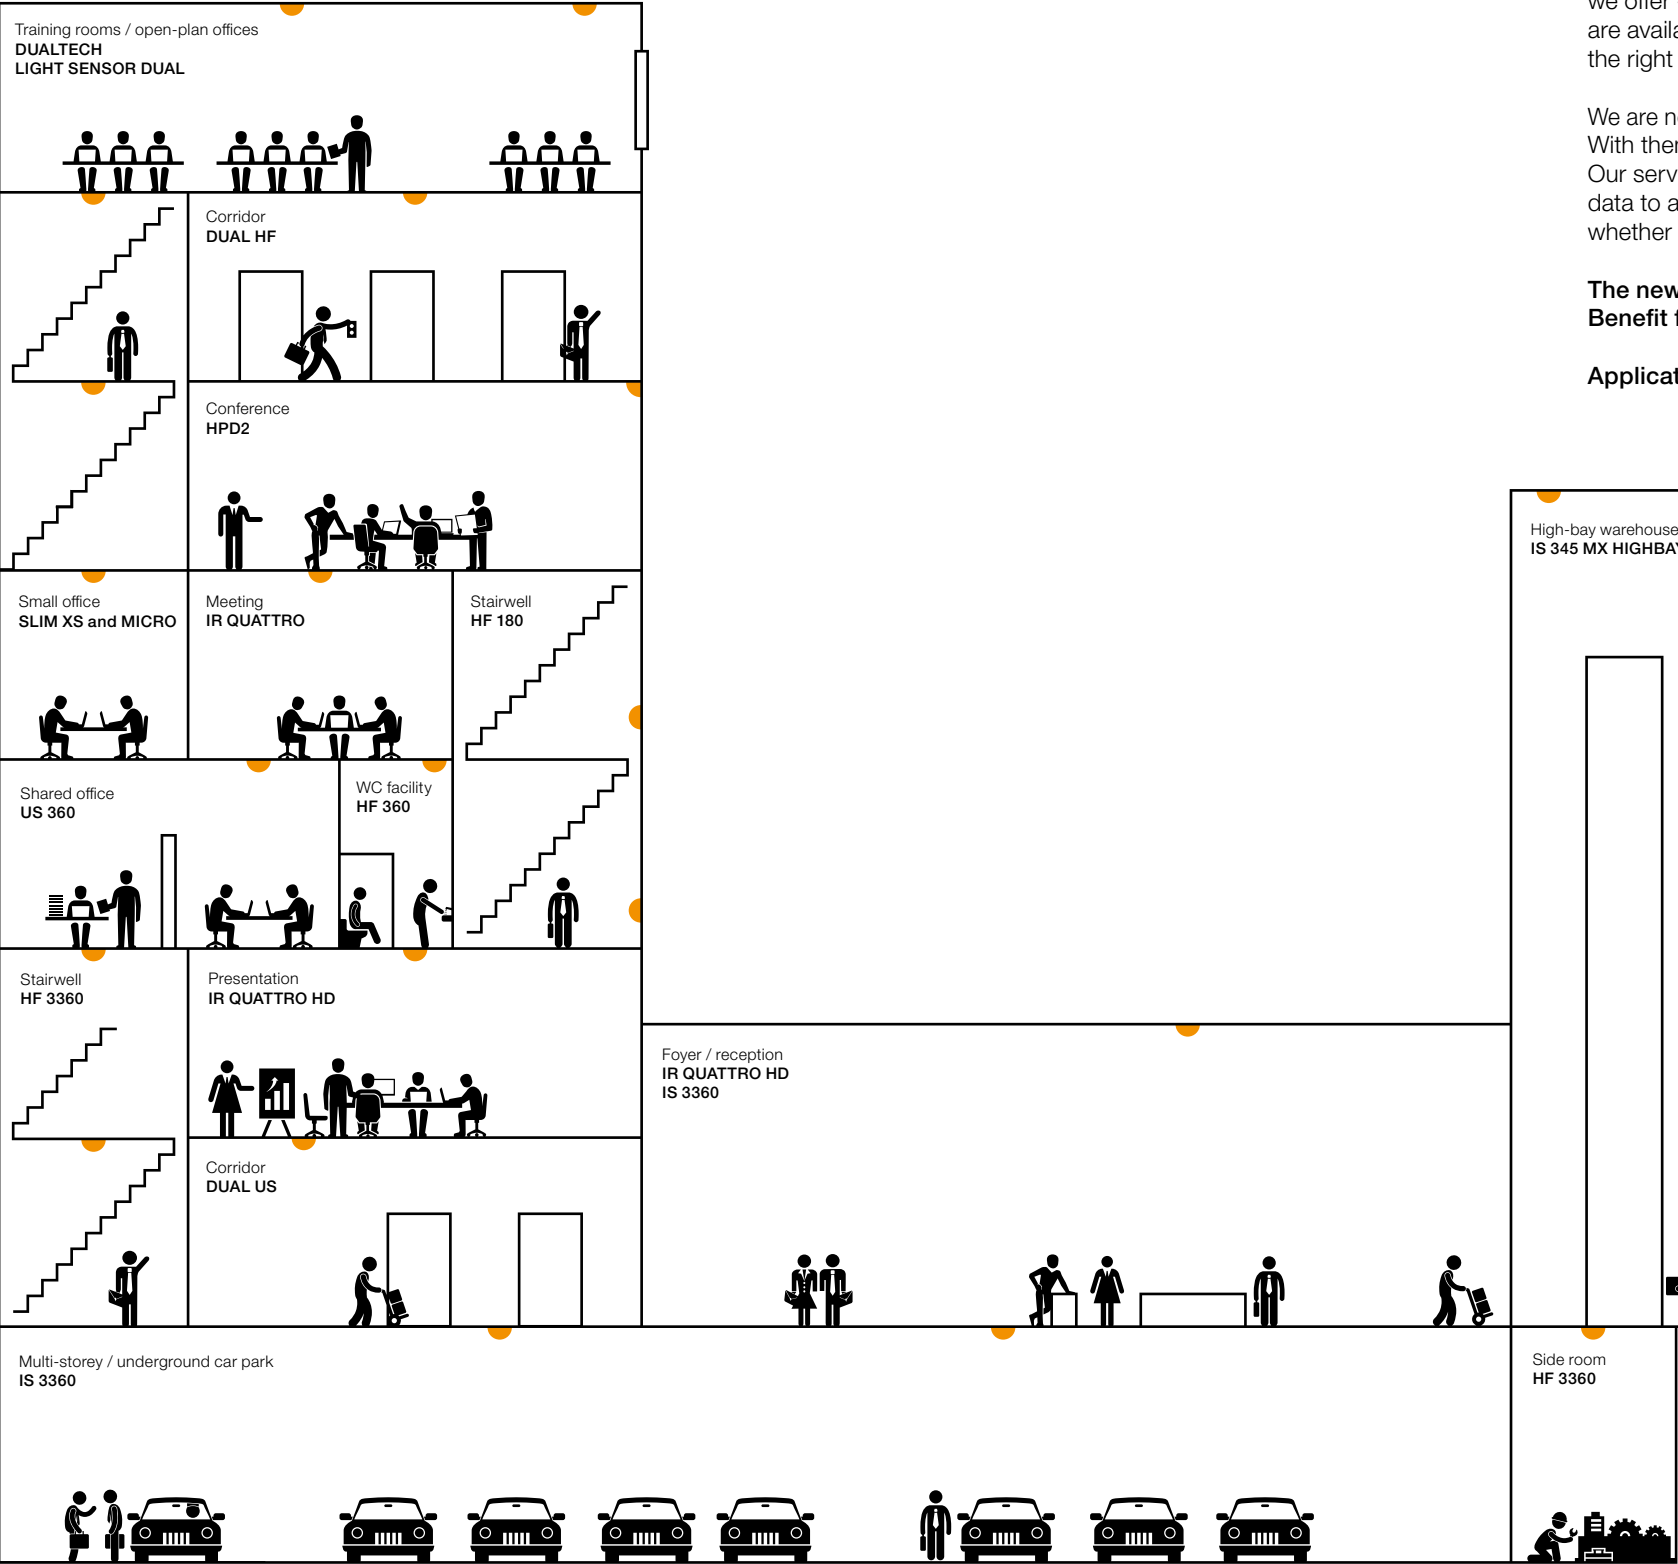 Training rooms / open-plan offices
DUALTECH
LIGHT SENSOR DUAL
Corridor
DUAL HF
Conference
HPD2
Small office
SLIM XS and MICRO
Meeting
IR QUATTRO
Stairwell
HF 180
Shared office
US 360
WC facility
HF 360
Stairwell
HF 3360
Presentation
IR QUATTRO HD
Corridor
DUAL US
Foyer / reception
IR QUATTRO HD
IS 3360
Multi-storey / underground car park
IS 3360
we offer
are availa
the right
We are n
With ther
Our serv
data to a
whether
The new
Benefit f
Applicat
High-bay warehouse
IS 345 MX HIGHBAY
Side room
HF 3360